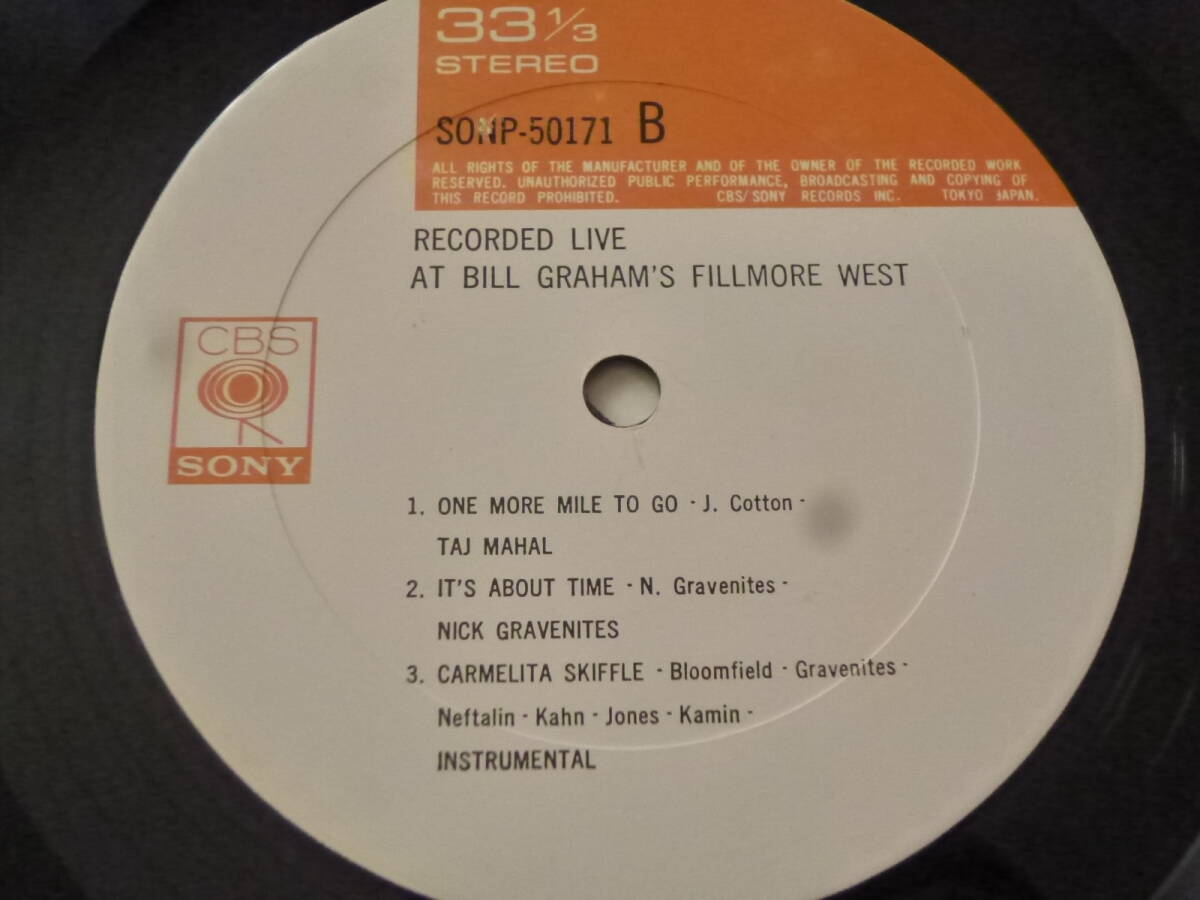 33 1/3
STEREO
SONP-50171 B
ALL RIGHTS OF THE MANUFACTURER AND OF THE OWNER OF THE RECORDED WORK
RESERVED. UNAUTHORIZED PUBLIC PERFORMANCE, BROADCASTING AND COPYING OF
THIS RECORD PROHIBITED. CBS/SONY RECORDS INC. TOKYO JAPAN.
RECORDED LIVE
AT BILL GRAHAM'S FILLMORE WEST
CBS
SONY
1. ONE MORE MILE TO GO - J. Cotton -
TAJ MAHAL
2. IT'S ABOUT TIME - N. Gravenites -
NICK GRAVENITES
3. CARMELITA SKIFFLE - Bloomfield - Gravenites -
Neftalin - Kahn - Jones - Kamin -
INSTRUMENTAL